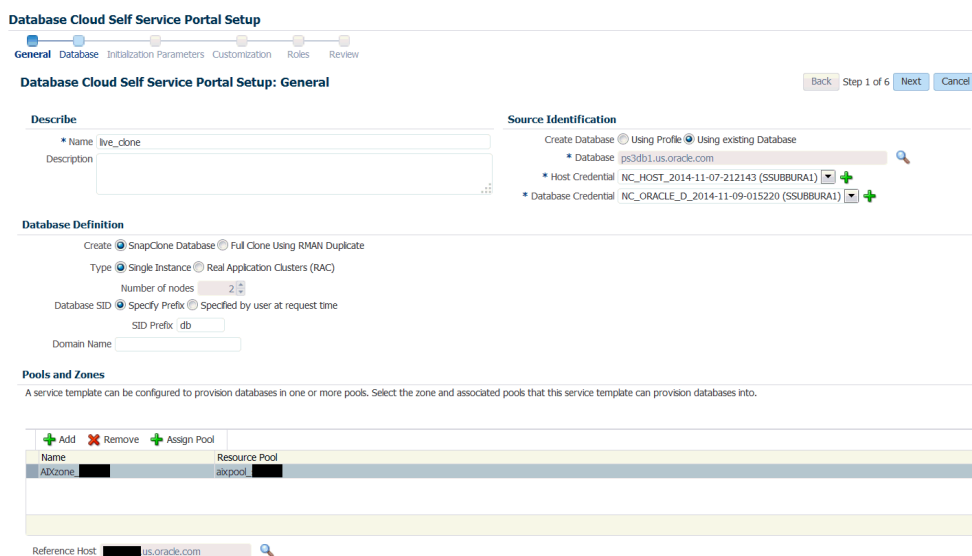 Database Cloud Self Service Portal Setup
General Database Initialization Parameters Customization Roles Review
Database Cloud Self Service Portal Setup: General
Back Step 1 of 6 Next Cancel
Describe
* Name live_clone
Description
Source Identification
Create Database Using Profile Using existing Database
* Database ps3db1.us.oracle.com
* Host Credential NC_HOST_2014-11-07-212143 (SSUBBURA1)
* Database Credential NC_ORACLE_D_2014-11-09-015220 (SSUBBURA1)
Database Definition
Create SnapClone Database Full Clone Using RMAN Duplicate
Type Single Instance Real Application Clusters (RAC)
Number of nodes 2
Database SID Specify Prefix Specified by user at request time
SID Prefix db
Domain Name
Pools and Zones
A service template can be configured to provision databases in one or more pools. Select the zone and associated pools that this service template can provision databases into.
Add Remove Assign Pool
Name Resource Pool
AIXzone_ aixpool_
Reference Host us.oracle.com